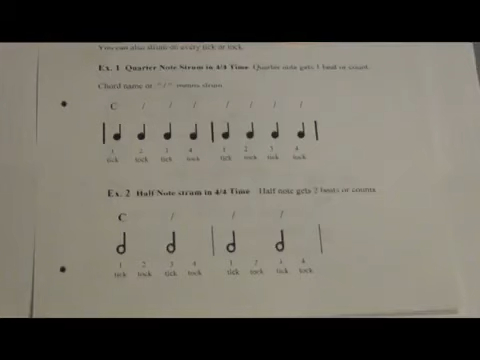 You can also strum on every tick or tock.
Ex. 1 Quarter Note Strum in 4/4 Time Quarter note gets 1 beat or count.
Chord name or "/" means strum
C / / / / / / /
1 2 3 4 1 2 3 4
tick tock tick tock tick tock tick tock
Ex. 2 Half Note strum in 4/4 Time Half note gets 2 beats or counts
C / / /
1 2 3 4 1 2 3 4
tick tock tick tock tick tock tick tock